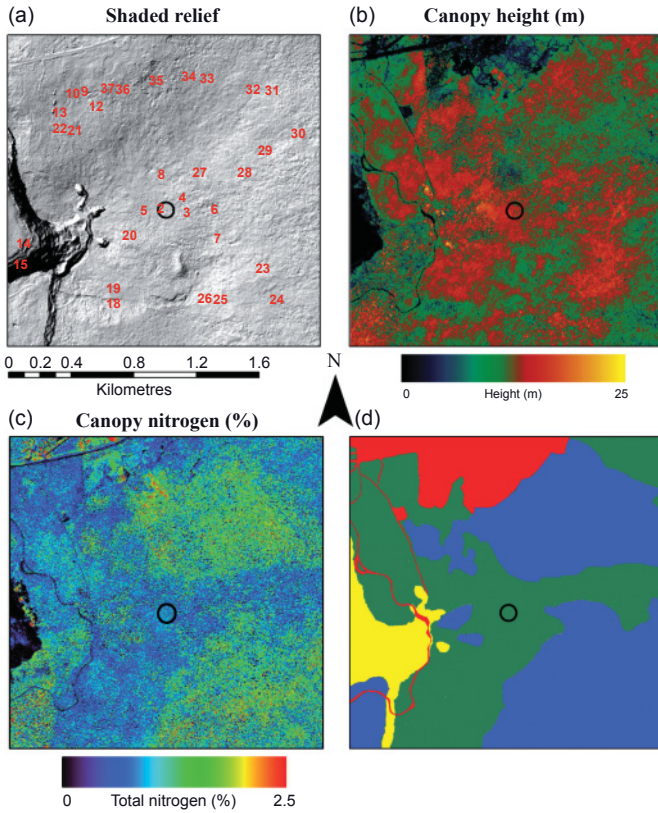 (a) Shaded relief
(b) Canopy height (m)
35 34 33
10 9 37 36 32 31
12
13
22 21 30
29
8 27 28
4
5 2 3 6
20 7
14
15 23
19
18 26 25 24
0 0.2 0.4 0.8 1.2 1.6
Kilometres
N
0 Height (m) 25
(c) Canopy nitrogen (%)
(d)
0 Total nitrogen (%) 2.5